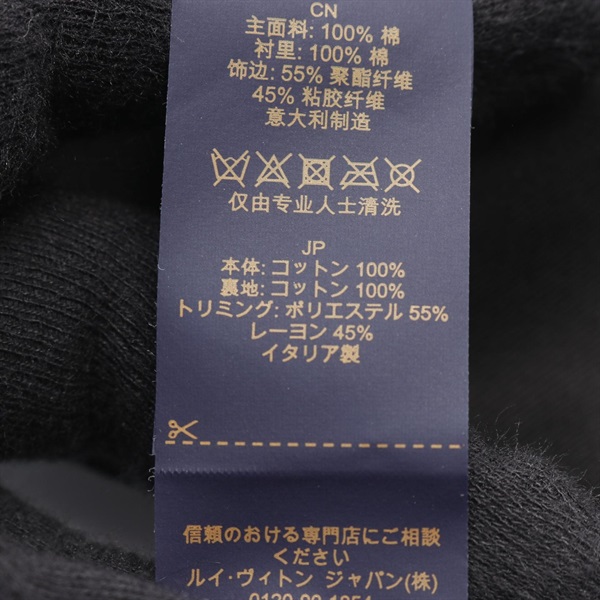 CN
主面料: 100% 棉
衬里: 100% 棉
饰边: 55% 聚酯纤维
45% 粘胶纤维
意大利制造
仅由专业人士清洗
JP
本体: コットン 100%
裏地: コットン 100%
トリミング: ポリエステル 55%
レーヨン 45%
イタリア製
信頼のおける専門店にご相談
ください
ルイ・ヴィトン ジャパン(株)